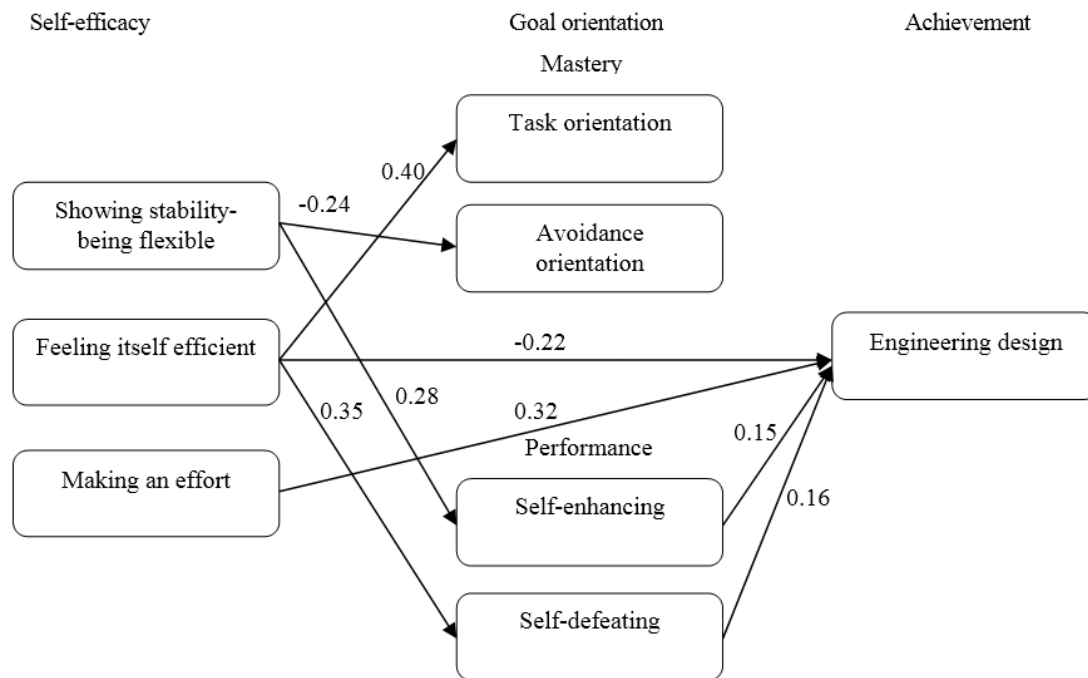 Self-efficacy
Goal orientation
Achievement
Mastery
Task orientation
0.40
Showing stability-
being flexible
-0.24
Avoidance
orientation
Feeling itself efficient
-0.22
Engineering design
0.35
0.28
0.32
0.15
Performance
Making an effort
Self-enhancing
0.16
Self-defeating